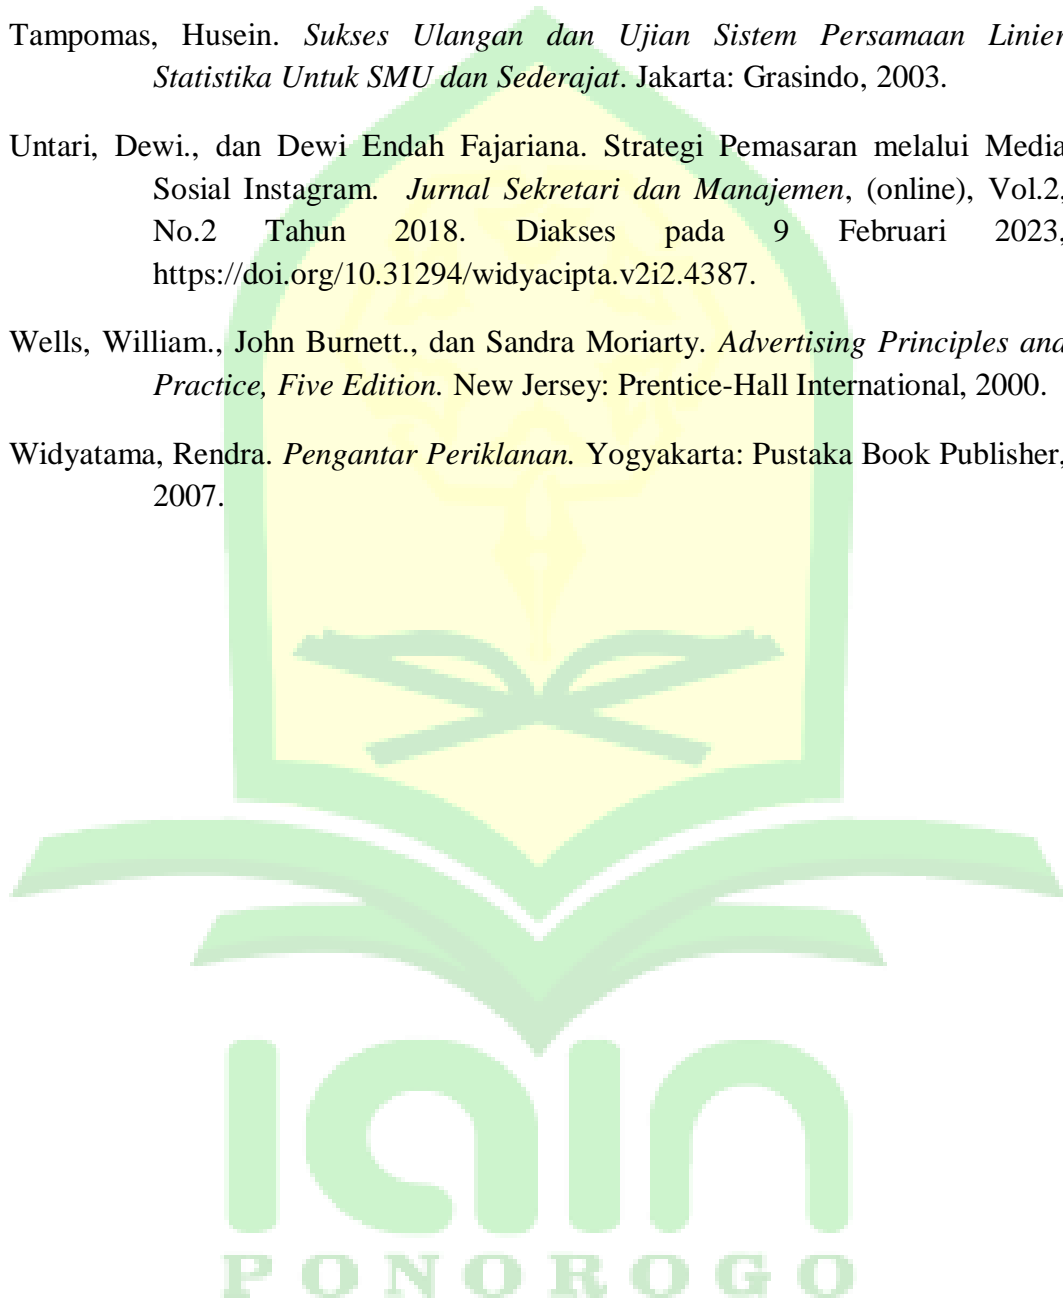 Tampomas, Husein. Sukses Ulangan dan Ujian Sistem Persamaan Linier
Statistika Untuk SMU dan Sederajat. Jakarta: Grasindo, 2003.
Untari, Dewi., dan Dewi Endah Fajariana. Strategi Pemasaran melalui Media
Sosial Instagram. Jurnal Sekretari dan Manajemen, (online), Vol.2,
No.2 Tahun 2018. Diakses pada 9 Februari 2023,
https://doi.org/10.31294/widyacipta.v2i2.4387.
Wells, William., John Burnett., dan Sandra Moriarty. Advertising Principles and
Practice, Five Edition. New Jersey: Prentice-Hall International, 2000.
Widyatama, Rendra. Pengantar Periklanan. Yogyakarta: Pustaka Book Publisher,
2007.
iain
PONOROGO